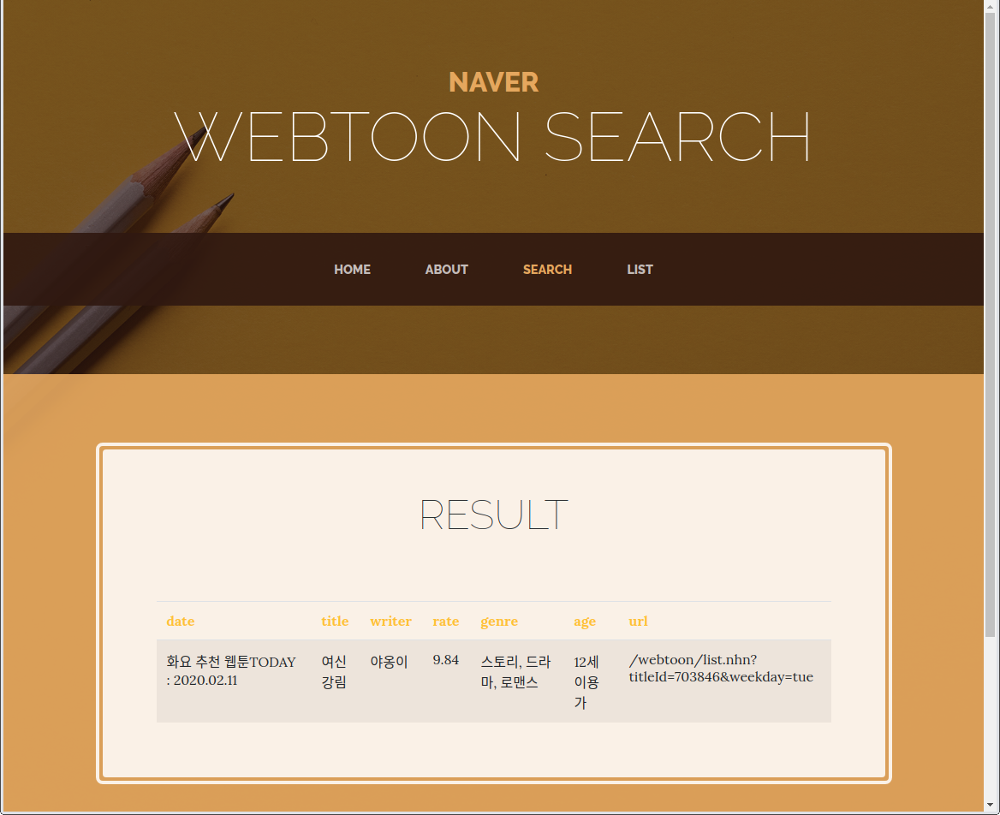 NAVER
WEBTOON SEARCH
HOME ABOUT SEARCH LIST
RESULT
date title writer rate genre age url
화요 추천 웹툰TODAY : 2020.02.11
여신 강림
야옹이
9.84
스토리, 드라마, 로맨스
12세 이용가
/webtoon/list.nhn?titleId=703846&weekday=tue